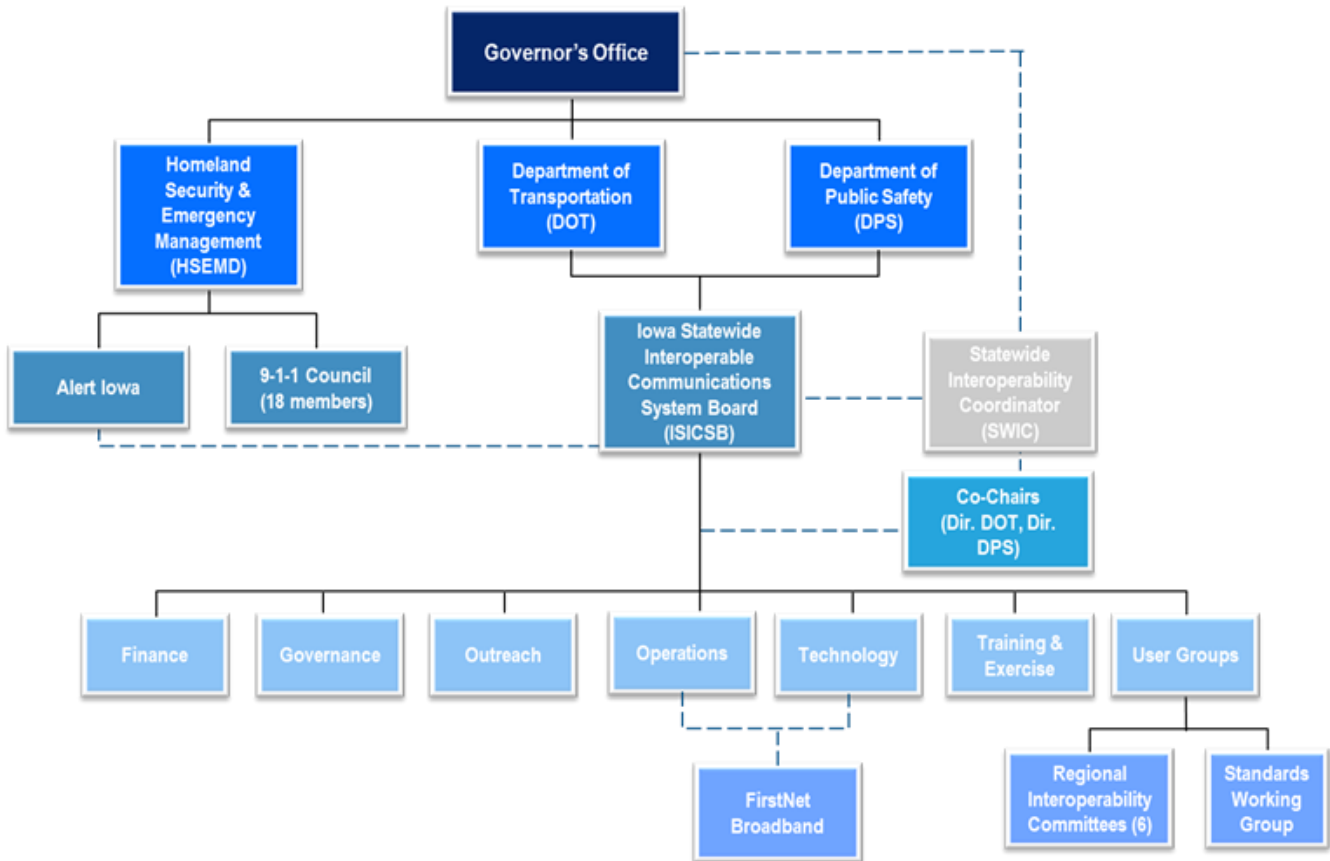 Governor's Office
Homeland
Security &
Emergency
Management
(HSEMD)
Department of
Transportation
(DOT)
Department of
Public Safety
(DPS)
Alert Iowa
9-1-1 Council
(18 members)
Iowa Statewide
Interoperable
Communications
System Board
(ISICSB)
Statewide
Interoperability
Coordinator
(SWIC)
Co-Chairs
(Dir. DOT, Dir.
DPS)
Finance
Governance
Outreach
Operations
Technology
Training &
Exercise
User Groups
FirstNet
Broadband
Regional
Interoperability
Committees (6)
Standards
Working
Group